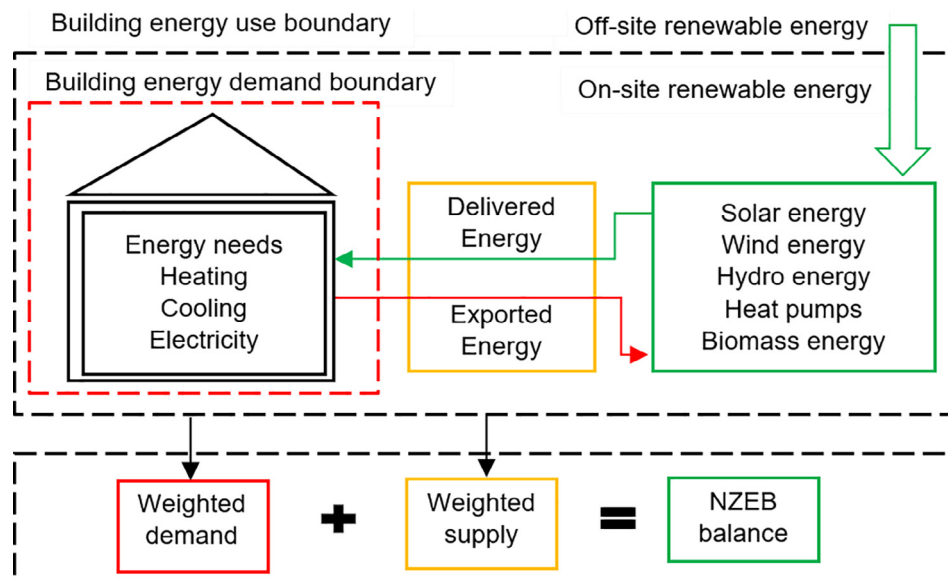 Building energy use boundary
Off-site renewable energy
Building energy demand boundary
On-site renewable energy
Energy needs
Heating
Cooling
Electricity
Delivered
Energy
Exported
Energy
Solar energy
Wind energy
Hydro energy
Heat pumps
Biomass energy
Weighted
demand
+
Weighted
supply
=
NZEB
balance